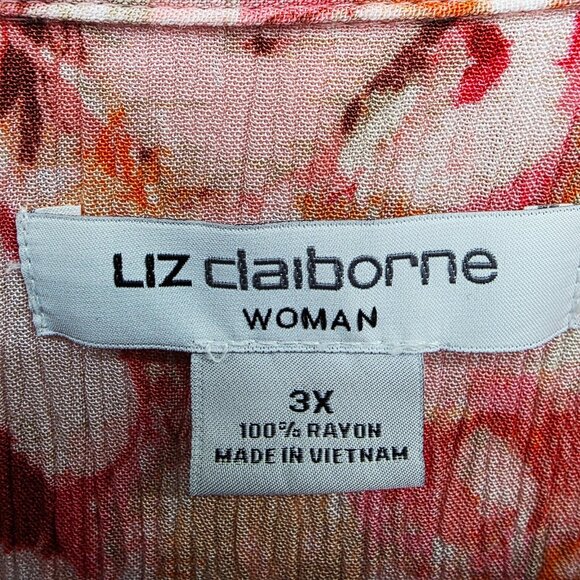 LIZ claiborne
WOMAN
3X
100% RAYON
MADE IN VIETNAM